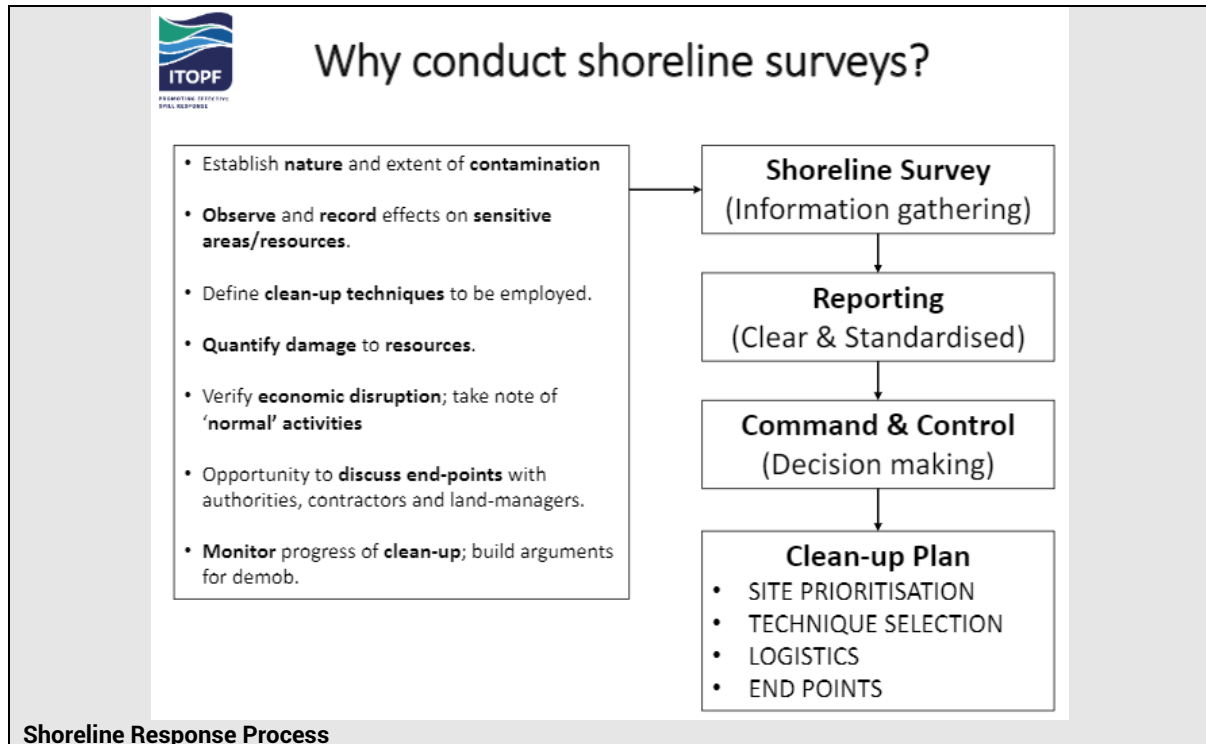 ITOPF
PROMOTING EFFECTIVE
SPILL RESPONSE
Why conduct shoreline surveys?
• Establish nature and extent of contamination
• Observe and record effects on sensitive
areas/resources.
• Define clean-up techniques to be employed.
• Quantify damage to resources.
• Verify economic disruption; take note of
‘normal’ activities
• Opportunity to discuss end-points with
authorities, contractors and land-managers.
• Monitor progress of clean-up; build arguments
for demob.
Shoreline Survey
(Information gathering)
Reporting
(Clear & Standardised)
Command & Control
(Decision making)
Clean-up Plan
• SITE PRIORITISATION
• TECHNIQUE SELECTION
• LOGISTICS
• END POINTS
Shoreline Response Process